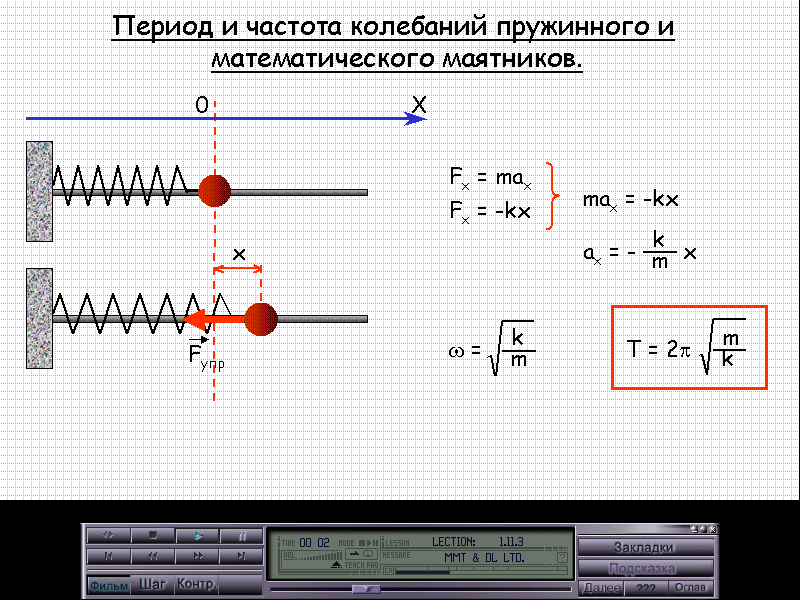 Период и частота колебаний пружинного и
математического маятников.
0 X
Fx = max
Fx = -kx
max = -kx
ax = - k/m x
x
Fупр
ω = √k/m
T = 2π √m/k
TIME 00 02 MODE LESSON LECTION: 1.11.3
VOL MESSAGE MMT & DL LTD.
TEACH PRO
Фильм Шаг Контр.
Закладки
Подсказка
Далее ??? Оглав